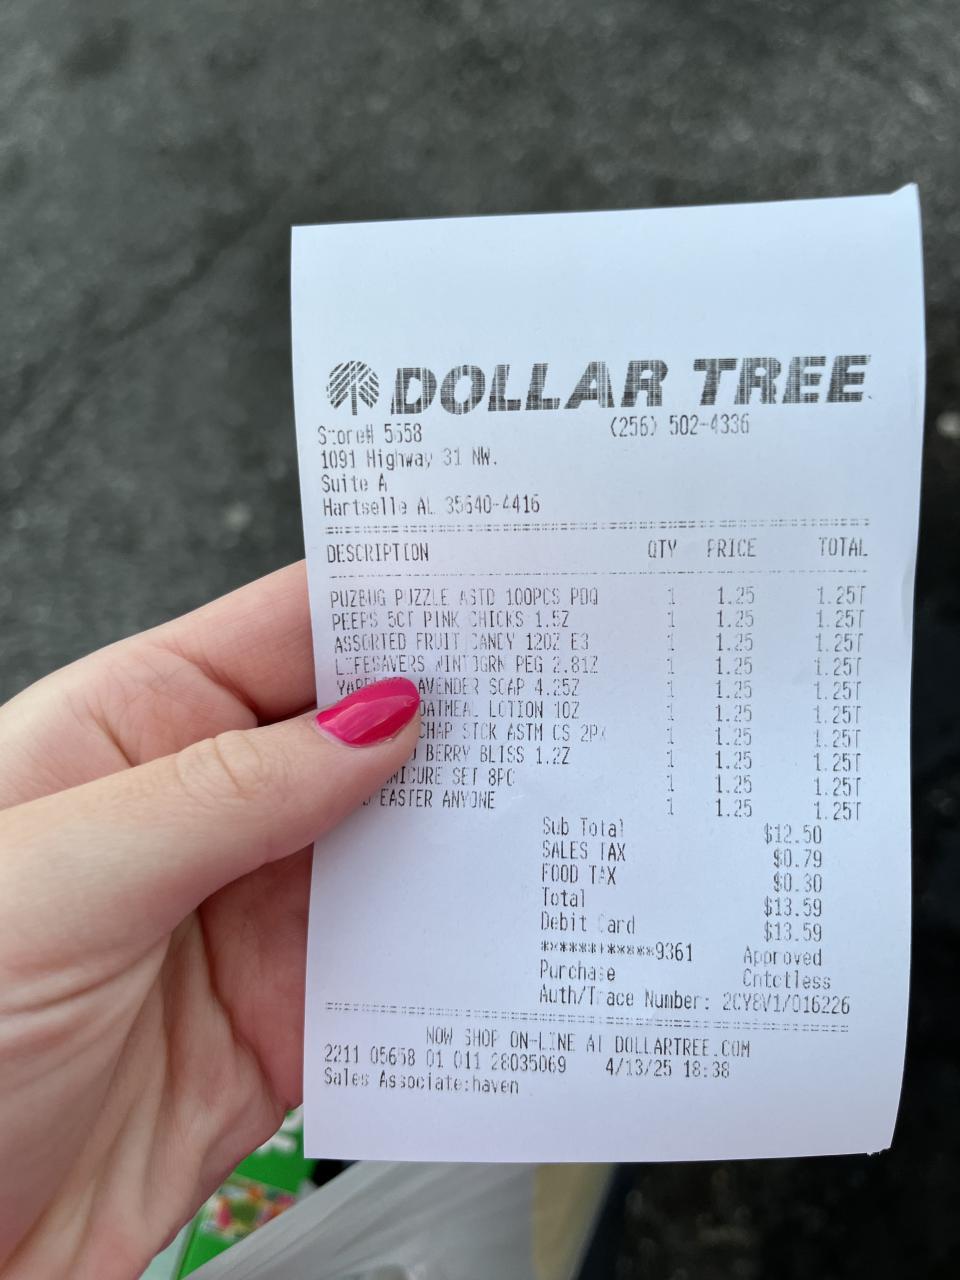 DOLLAR TREE
Store# 5658 (256) 502-4336
1091 Highway 31 NW.
Suite A
Hartselle AL 35640-4416
DESCRIPTION QTY PRICE TOTAL
PUZBUG PUZZLE ASTD 100PCS PDQ 1 1.25 1.25T
PEEPS 5CT PINK CHICKS 1.5Z 1 1.25 1.25T
ASSORTED FRUIT CANDY 12OZ E3 1 1.25 1.25T
LIFESAVERS WINTOGRN PEG 2.81Z 1 1.25 1.25T
LAVENDER SOAP 4.25Z 1 1.25 1.25T
OATMEAL LOTION 10Z 1 1.25 1.25T
CHAP STCK ASTM CS 2PK 1 1.25 1.25T
BERRY BLISS 1.2Z 1 1.25 1.25T
MANICURE SET 8PC 1 1.25 1.25T
EASTER ANYONE 1 1.25 1.25T
Sub Total $12.50
SALES TAX $0.79
FOOD TAX $0.30
Total $13.59
Debit Card $13.59
************9361 Approved
Purchase Cntctless
Auth/Trace Number: 2CY8V1/016226
NOW SHOP ON-LINE AT DOLLARTREE.COM
2211 05658 01 011 28035069 4/13/25 18:38
Sales Associate:haven